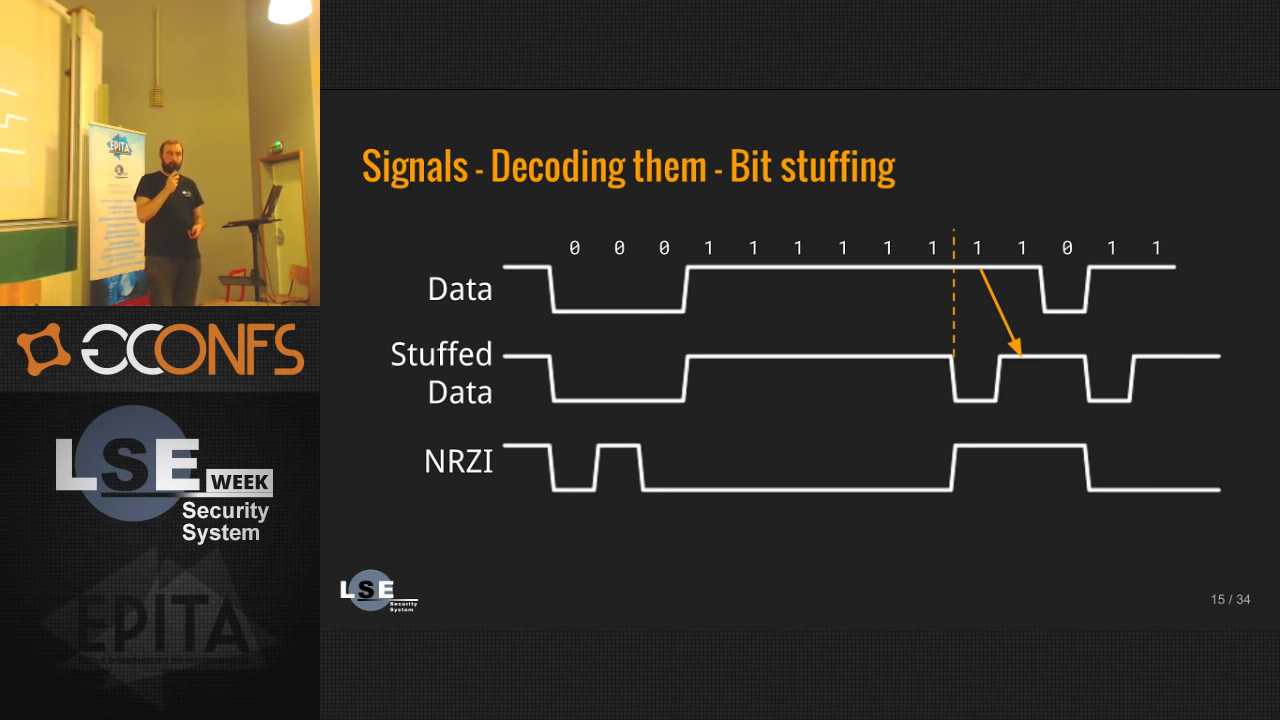 Signals - Decoding them - Bit stuffing
0 0 0 1 1 1 1 1 1 1 1 0 1 1
Data
Stuffed
Data
NRZI
LSE
Security
System
15 / 34
EPITA
CONFS
LSE
WEEK
Security
System
EPITA